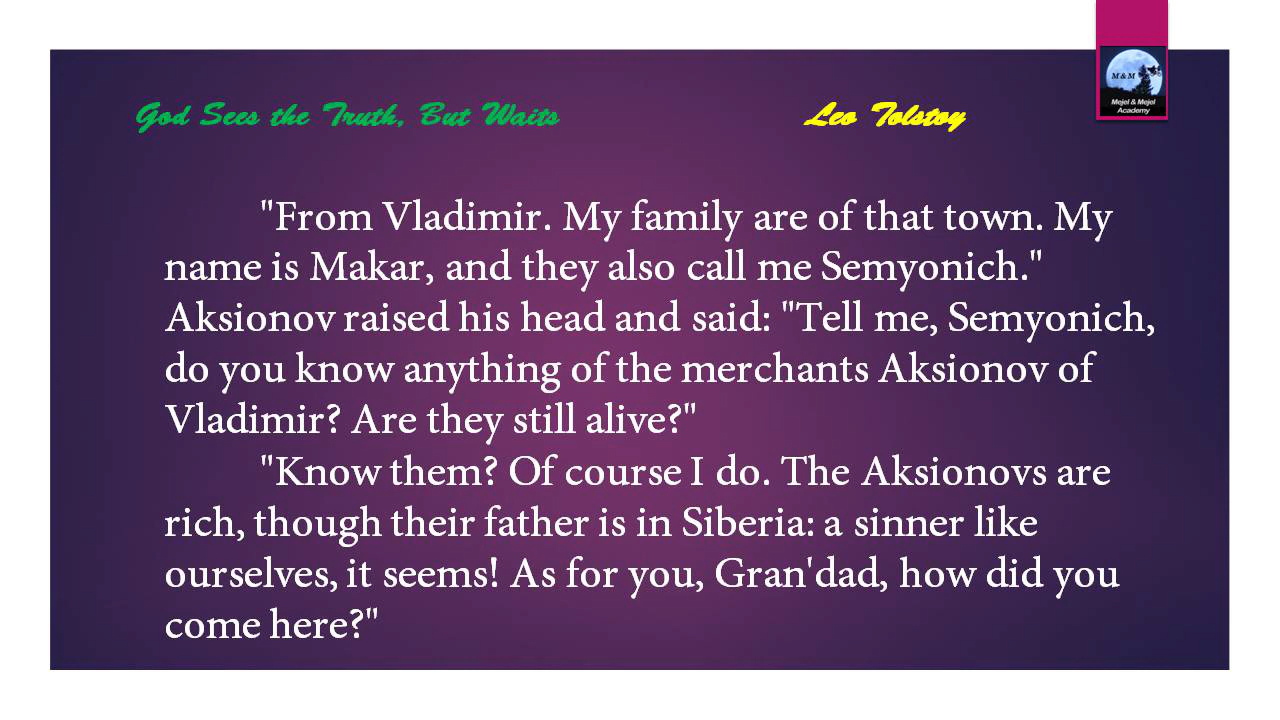 God Sees the Truth, But Waits
Leo Tolstoy
M & M
Mejel & Mejel
Academy
"From Vladimir. My family are of that town. My
name is Makar, and they also call me Semyonich."
Aksionov raised his head and said: "Tell me, Semyonich,
do you know anything of the merchants Aksionov of
Vladimir? Are they still alive?"
"Know them? Of course I do. The Aksionovs are
rich, though their father is in Siberia: a sinner like
ourselves, it seems! As for you, Gran'dad, how did you
come here?"